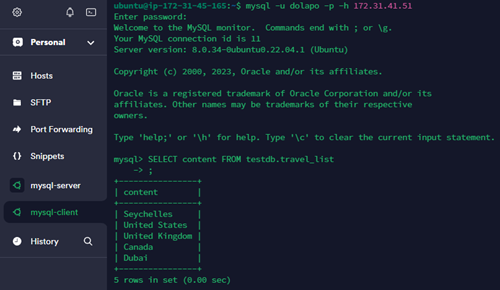 Personal
Hosts
SFTP
Port Forwarding
Snippets
mysql-server
mysql-client
History
ubuntu@ip-172-31-45-165:~$ mysql -u dolapo -p -h 172.31.41.51
Enter password:
Welcome to the MySQL monitor.  Commands end with ; or \g.
Your MySQL connection id is 11
Server version: 8.0.34-0ubuntu0.22.04.1 (Ubuntu)
Copyright (c) 2000, 2023, Oracle and/or its affiliates.
Oracle is a registered trademark of Oracle Corporation and/or its
affiliates. Other names may be trademarks of their respective
owners.
Type 'help;' or '\h' for help. Type '\c' to clear the current input statement.
mysql> SELECT content FROM testdb.travel_list
    -> ;
+----------------+
| content        |
+----------------+
| Seychelles     |
| United States  |
| United Kingdom |
| Canada         |
| Dubai          |
+----------------+
5 rows in set (0.00 sec)